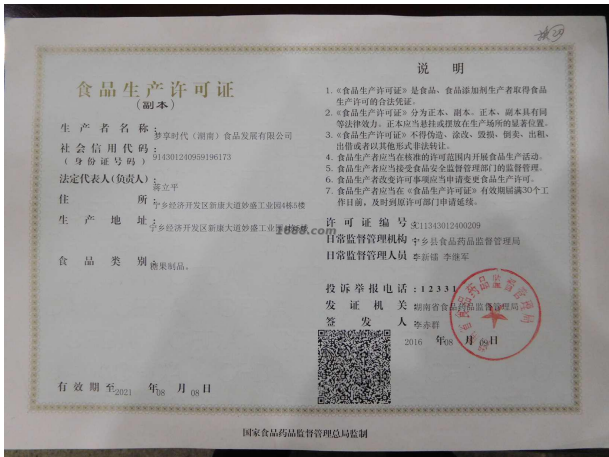 食品生产许可证
（副本）
生产者名称：
梦享时代（湖南）食品发展有限公司
社会信用代码：
（身份证号码）
914301240959196173
法定代表人(负责人)：
蒋立平
住所：
宁乡经济开发区新康大道妙盛工业园4栋5楼
生产地址：
宁乡经济开发区新康大道妙盛工业园
食品类别：
糖果制品。
有效期至2021 年08 月08 日
说明
1.《食品生产许可证》是食品、食品添加剂生产者取得食品
生产许可的合法凭证。
2.《食品生产许可证》分为正本、副本。正本、副本具有同
等法律效力。正本应当悬挂或摆放在生产场所的显著位置。
3.《食品生产许可证》不得伪造、涂改、毁损、倒卖、出租、
出借或者以其他形式非法转让。
4.食品生产者应当在核准的许可范围内开展食品生产活动。
5.食品生产者应当接受食品安全监督管理部门的监督管理。
6.食品生产者改变许可事项应当申请变更食品生产许可。
7.食品生产者应当在《食品生产许可证》有效期届满30个工
作日前，及时到原许可部门申请延续。
许可证编号
SC11343012400209
日常监督管理机构：
宁乡县食品药品监督管理局
日常监督管理人员：
李新镭 李继军
投诉举报电话：12331
发证机关：
湖南省食品药品监督管理局
签发人：
李赤群
2016 年08 月09日
国家食品药品监督管理总局监制
1688.com